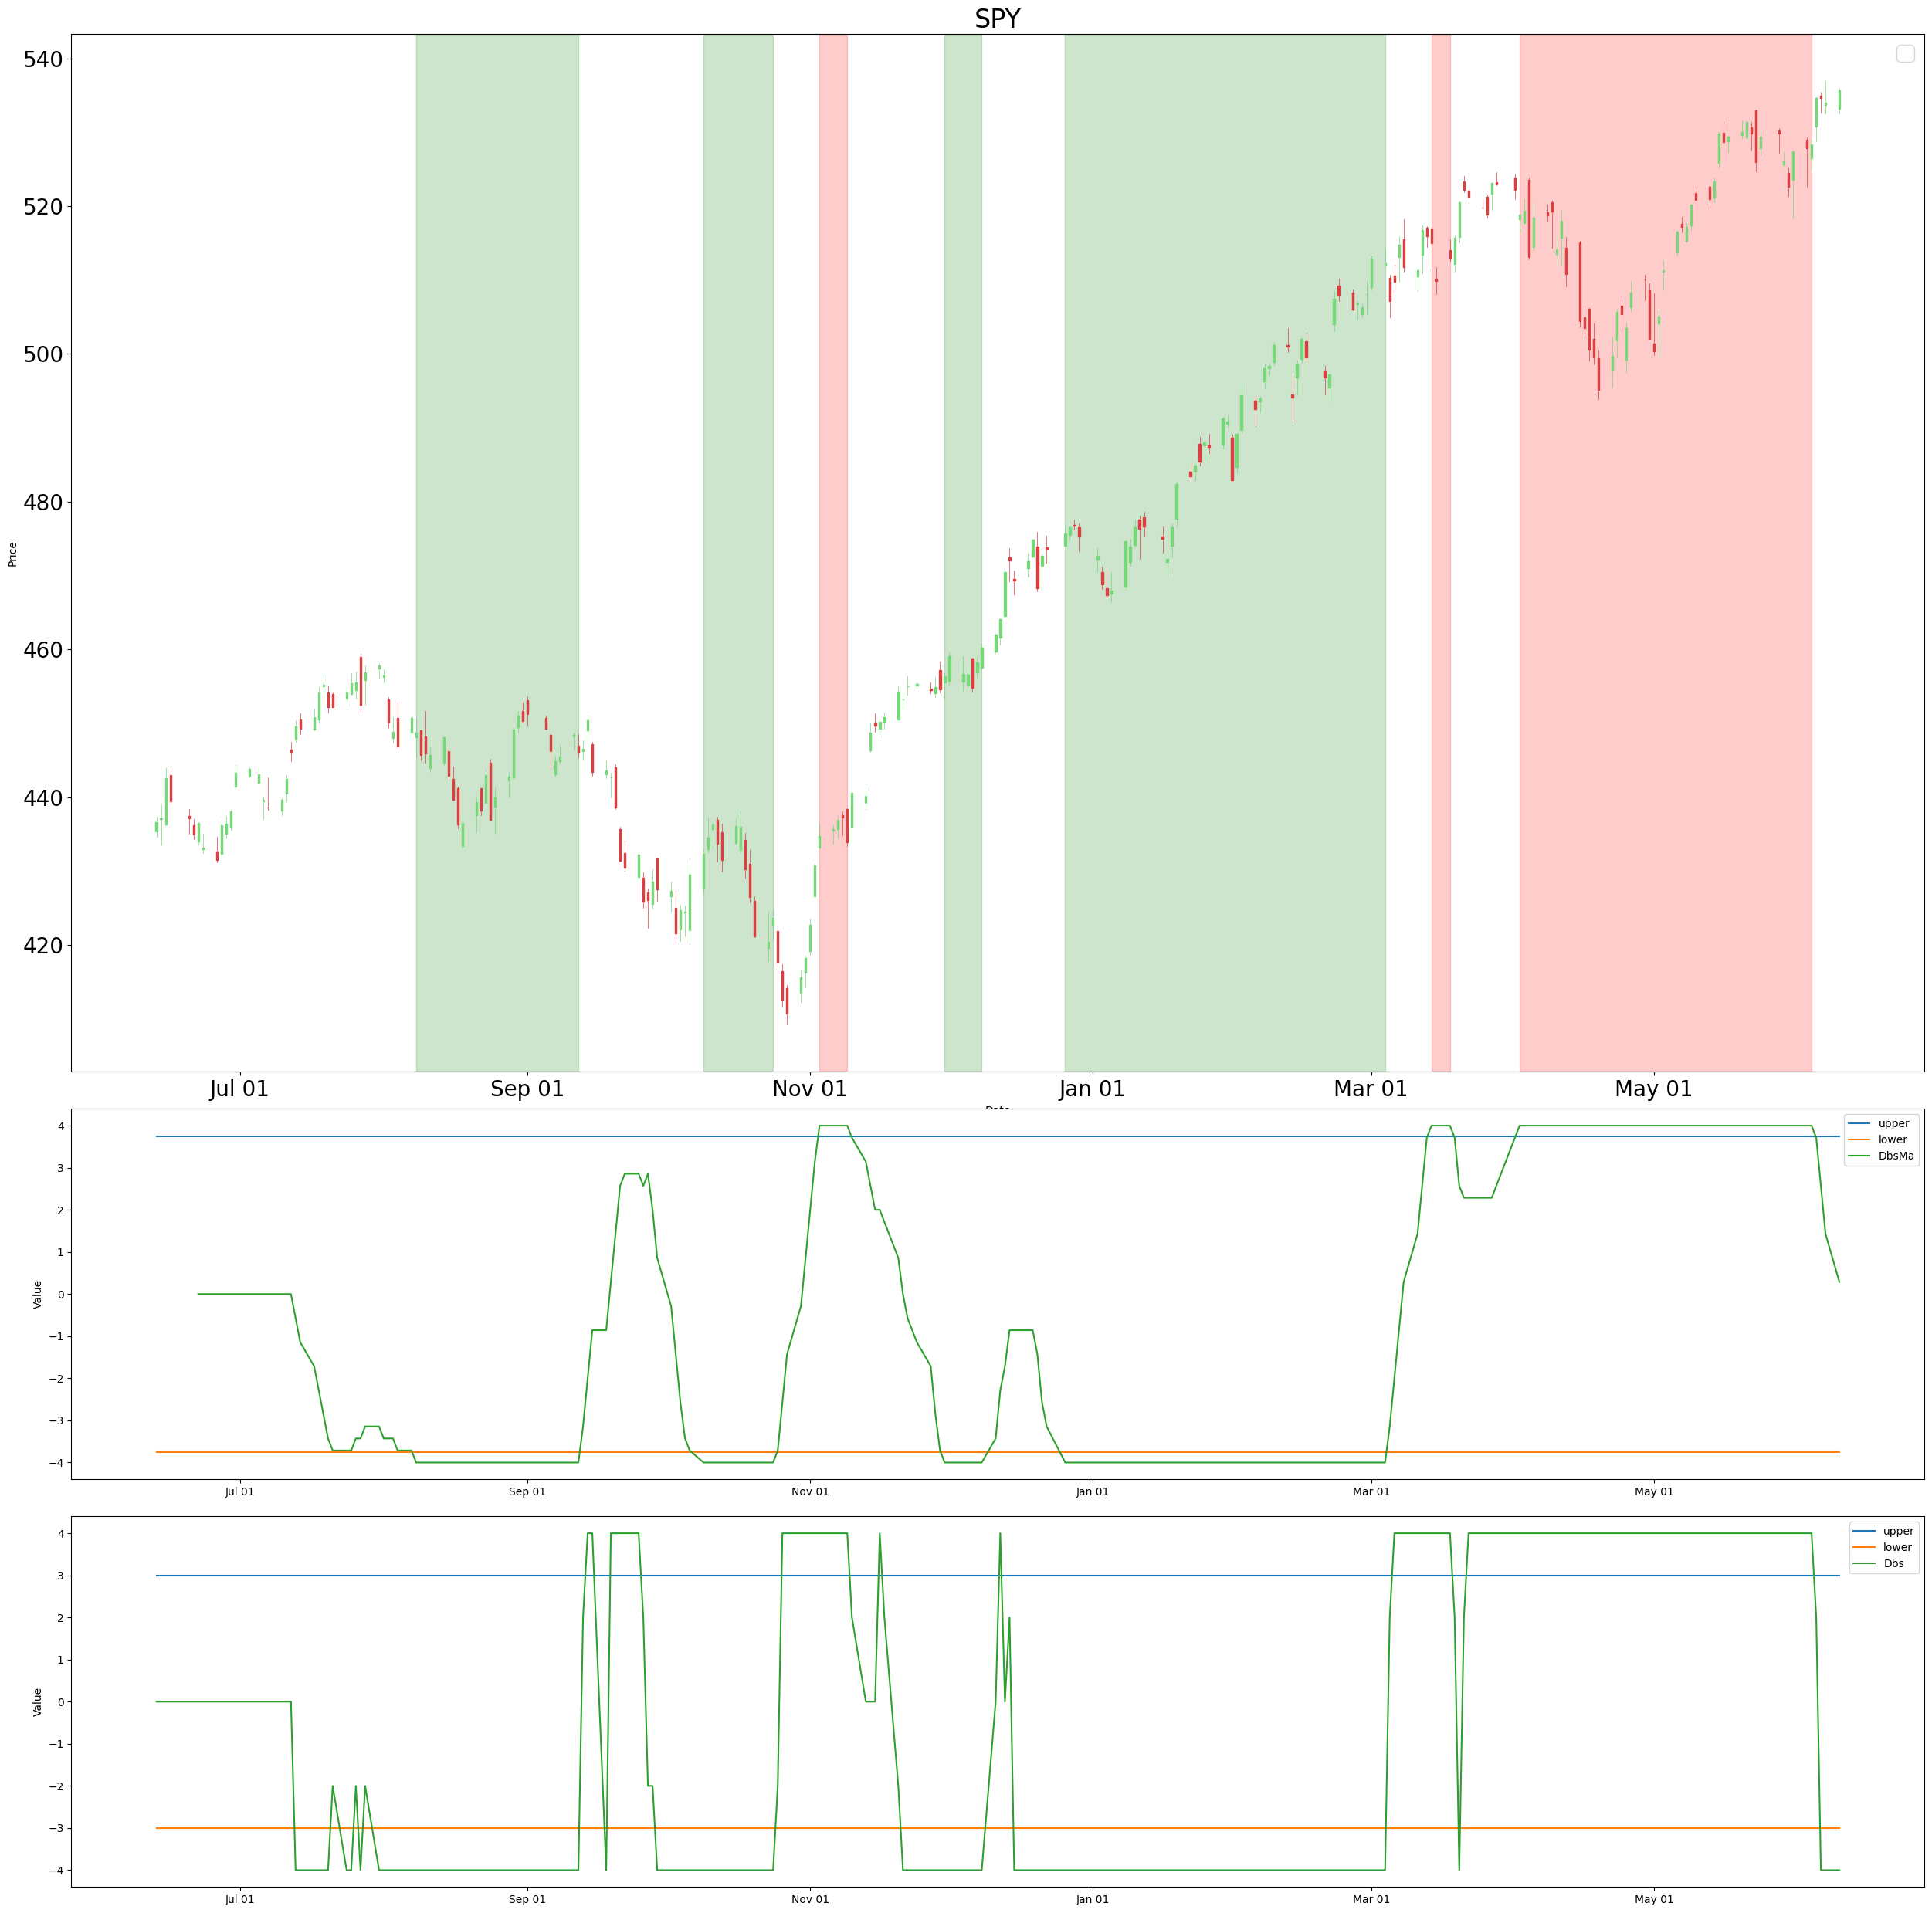 SPY
540
520
500
480
460
440
420
Price
Jul 01
Sep 01
Nov 01
Jan 01
Mar 01
May 01
4
3
2
1
0
−1
−2
−3
−4
Value
upper
lower
DbsMa
Jul 01
Sep 01
Nov 01
Jan 01
Mar 01
May 01
4
3
2
1
0
−1
−2
−3
−4
Value
upper
lower
Dbs
Jul 01
Sep 01
Nov 01
Jan 01
Mar 01
May 01